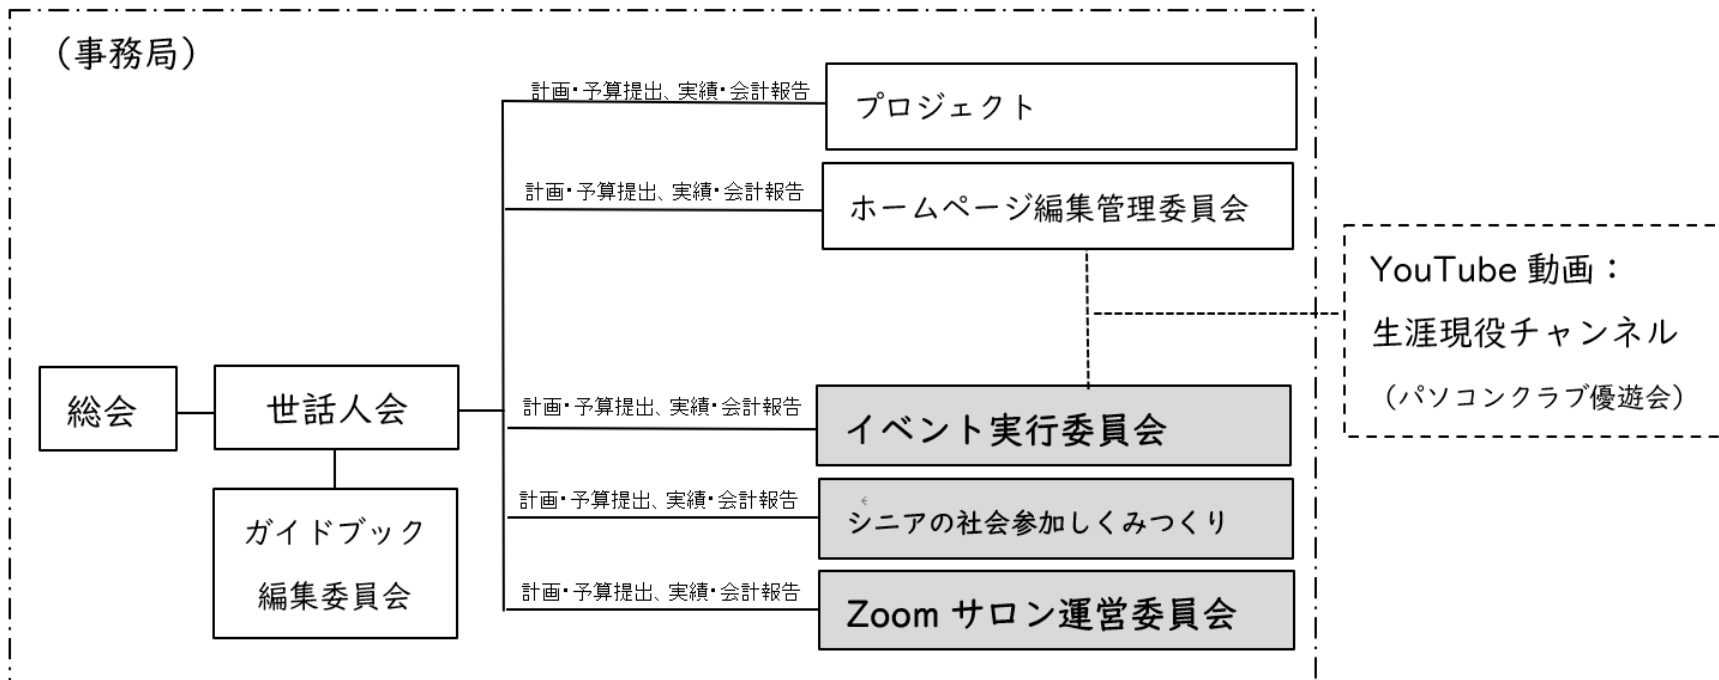 （事務局）
計画・予算提出、実績・会計報告
プロジェクト
計画・予算提出、実績・会計報告
ホームページ編集管理委員会
YouTube 動画：
生涯現役チャンネル
（パソコンクラブ優遊会）
総会
世話人会
計画・予算提出、実績・会計報告
イベント実行委員会
ガイドブック
編集委員会
計画・予算提出、実績・会計報告
シニアの社会参加しくみつくり
計画・予算提出、実績・会計報告
Zoom サロン運営委員会